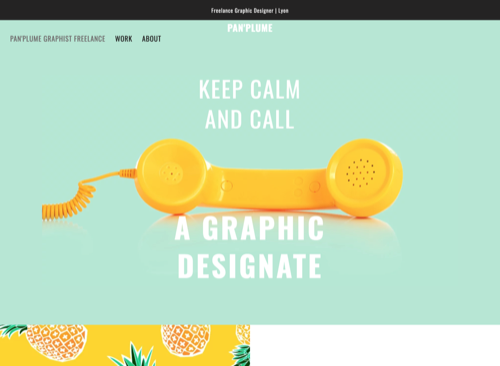 Freelance Graphic Designer | Lyon
PAN'PLUME
PAN'PLUME GRAPHIST FREELANCE WORK ABOUT
KEEP CALM
AND CALL
A GRAPHIC
DESIGNATE